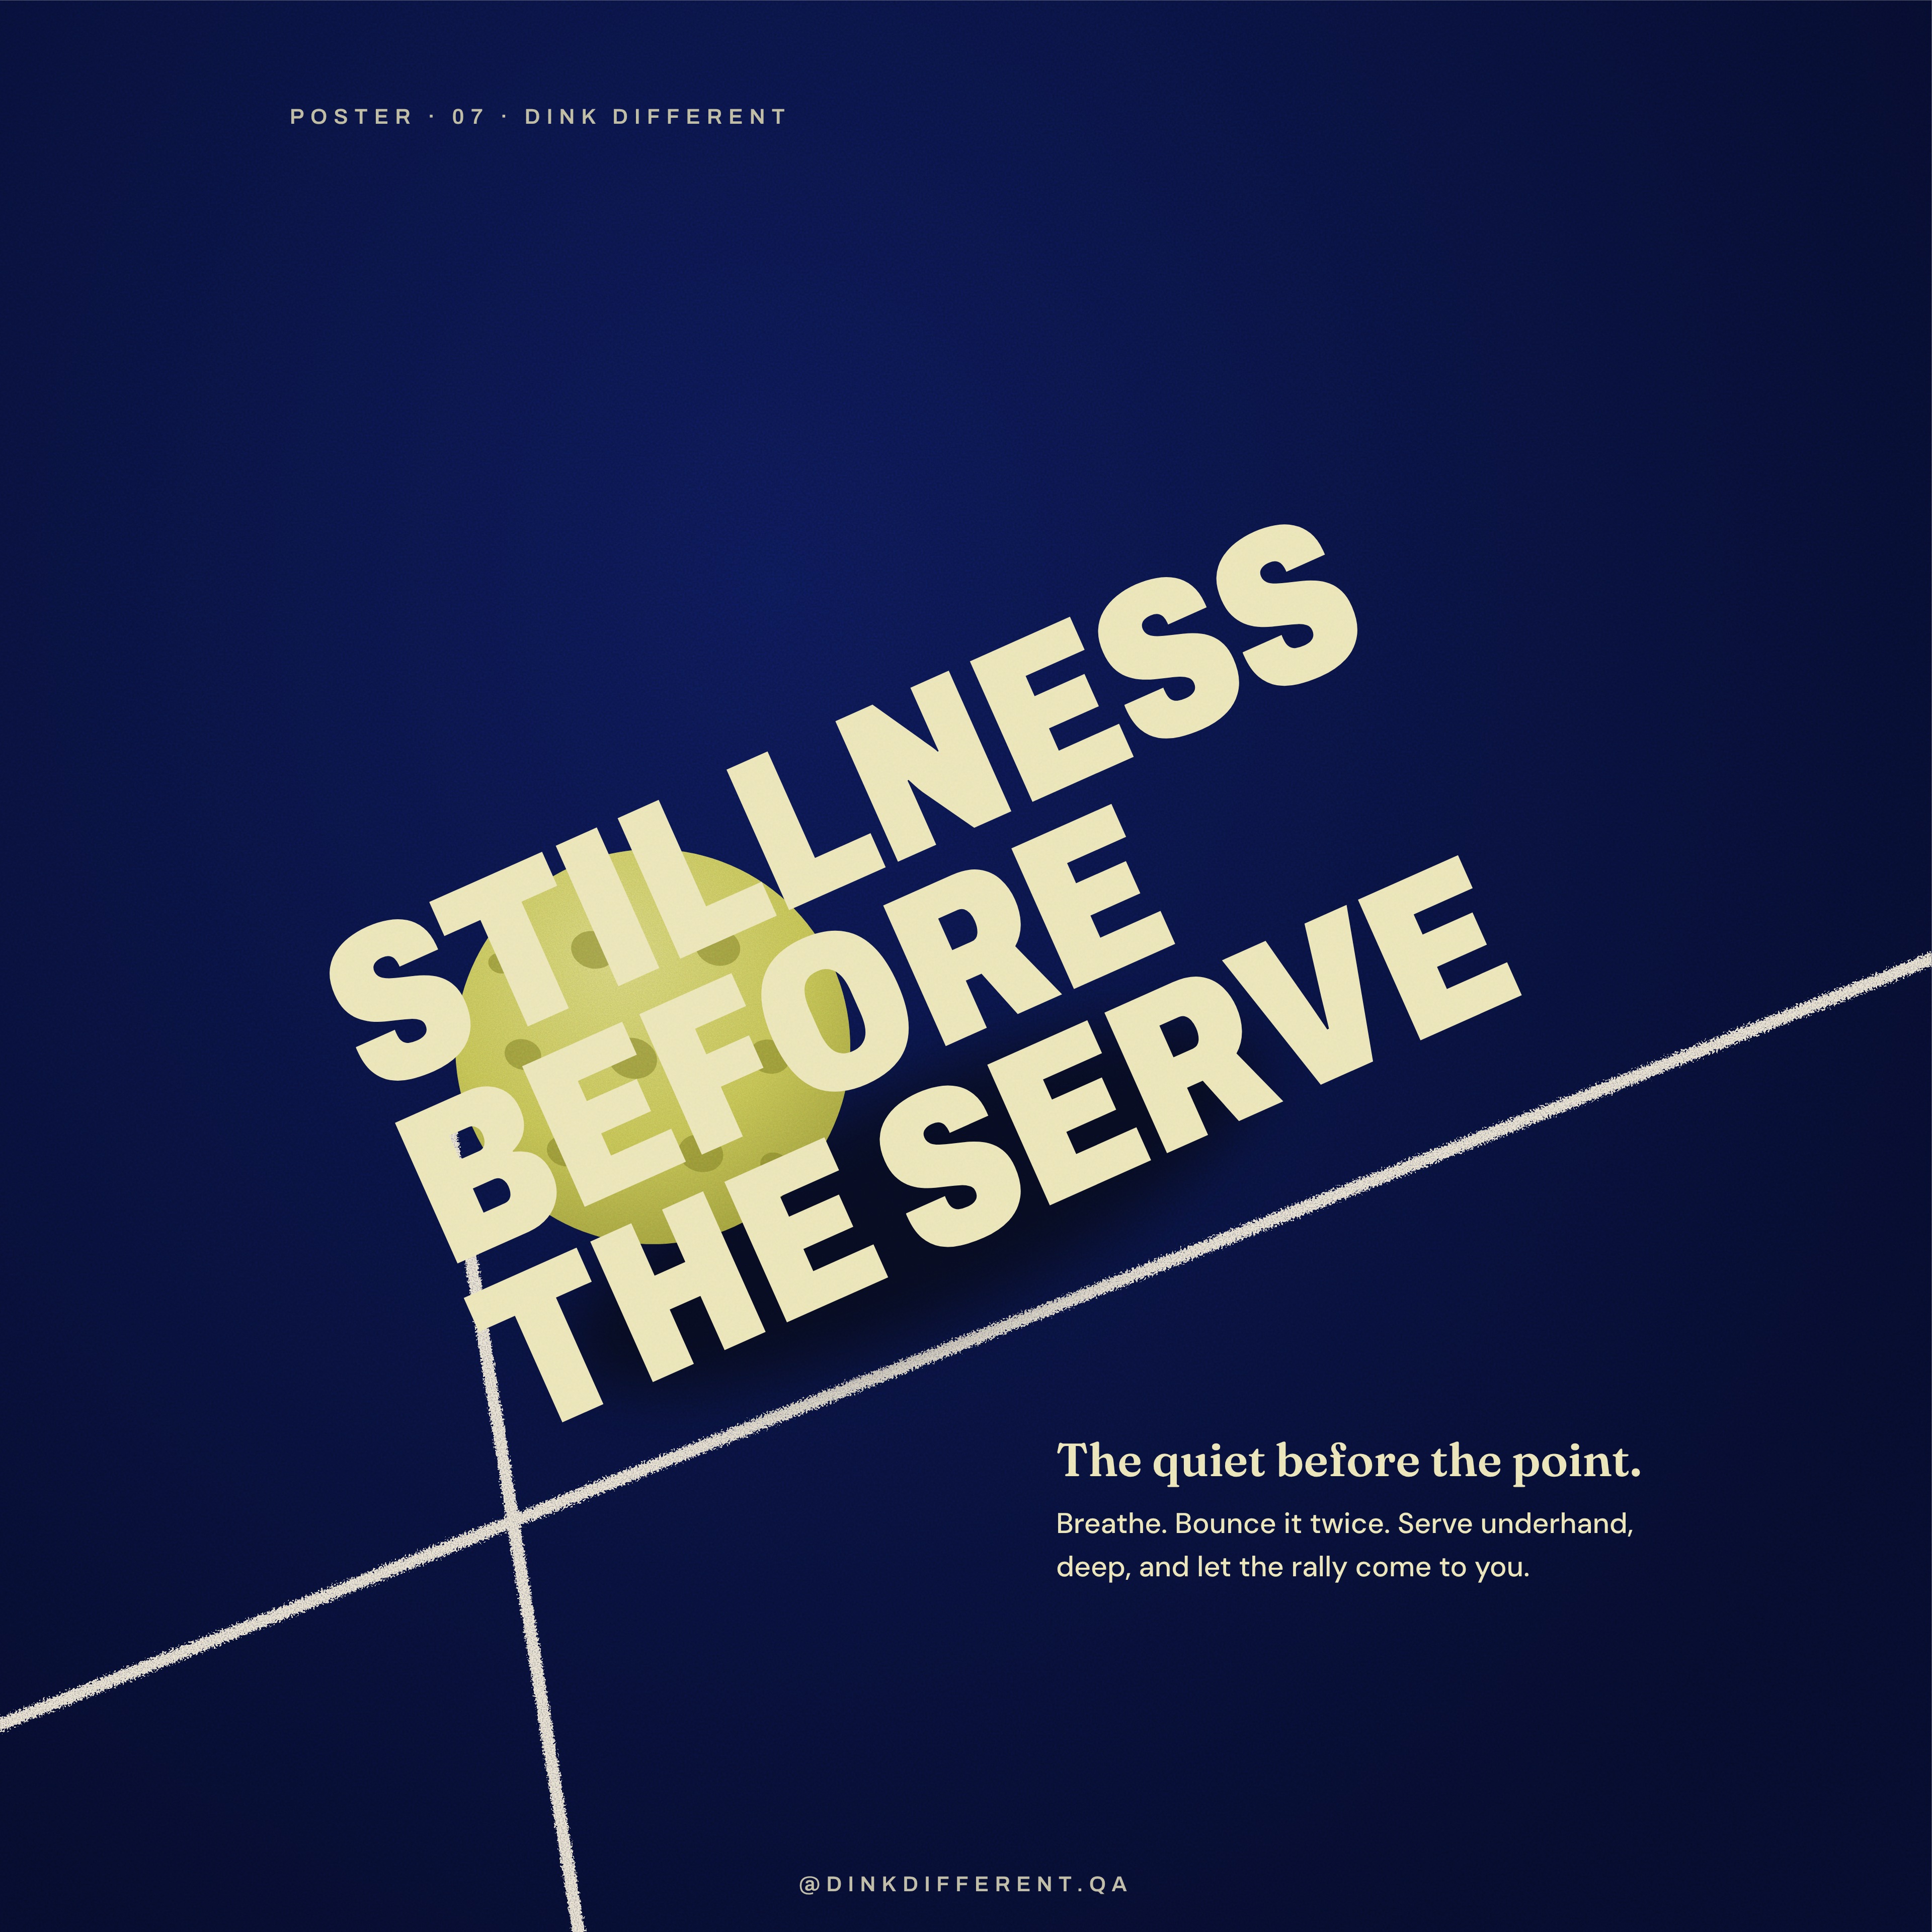 POSTER · 07 · DINK DIFFERENT
STILLNESS
BEFORE
THE SERVE
The quiet before the point.
Breathe. Bounce it twice. Serve underhand,
deep, and let the rally come to you.
@DINKDIFFERENT.QA